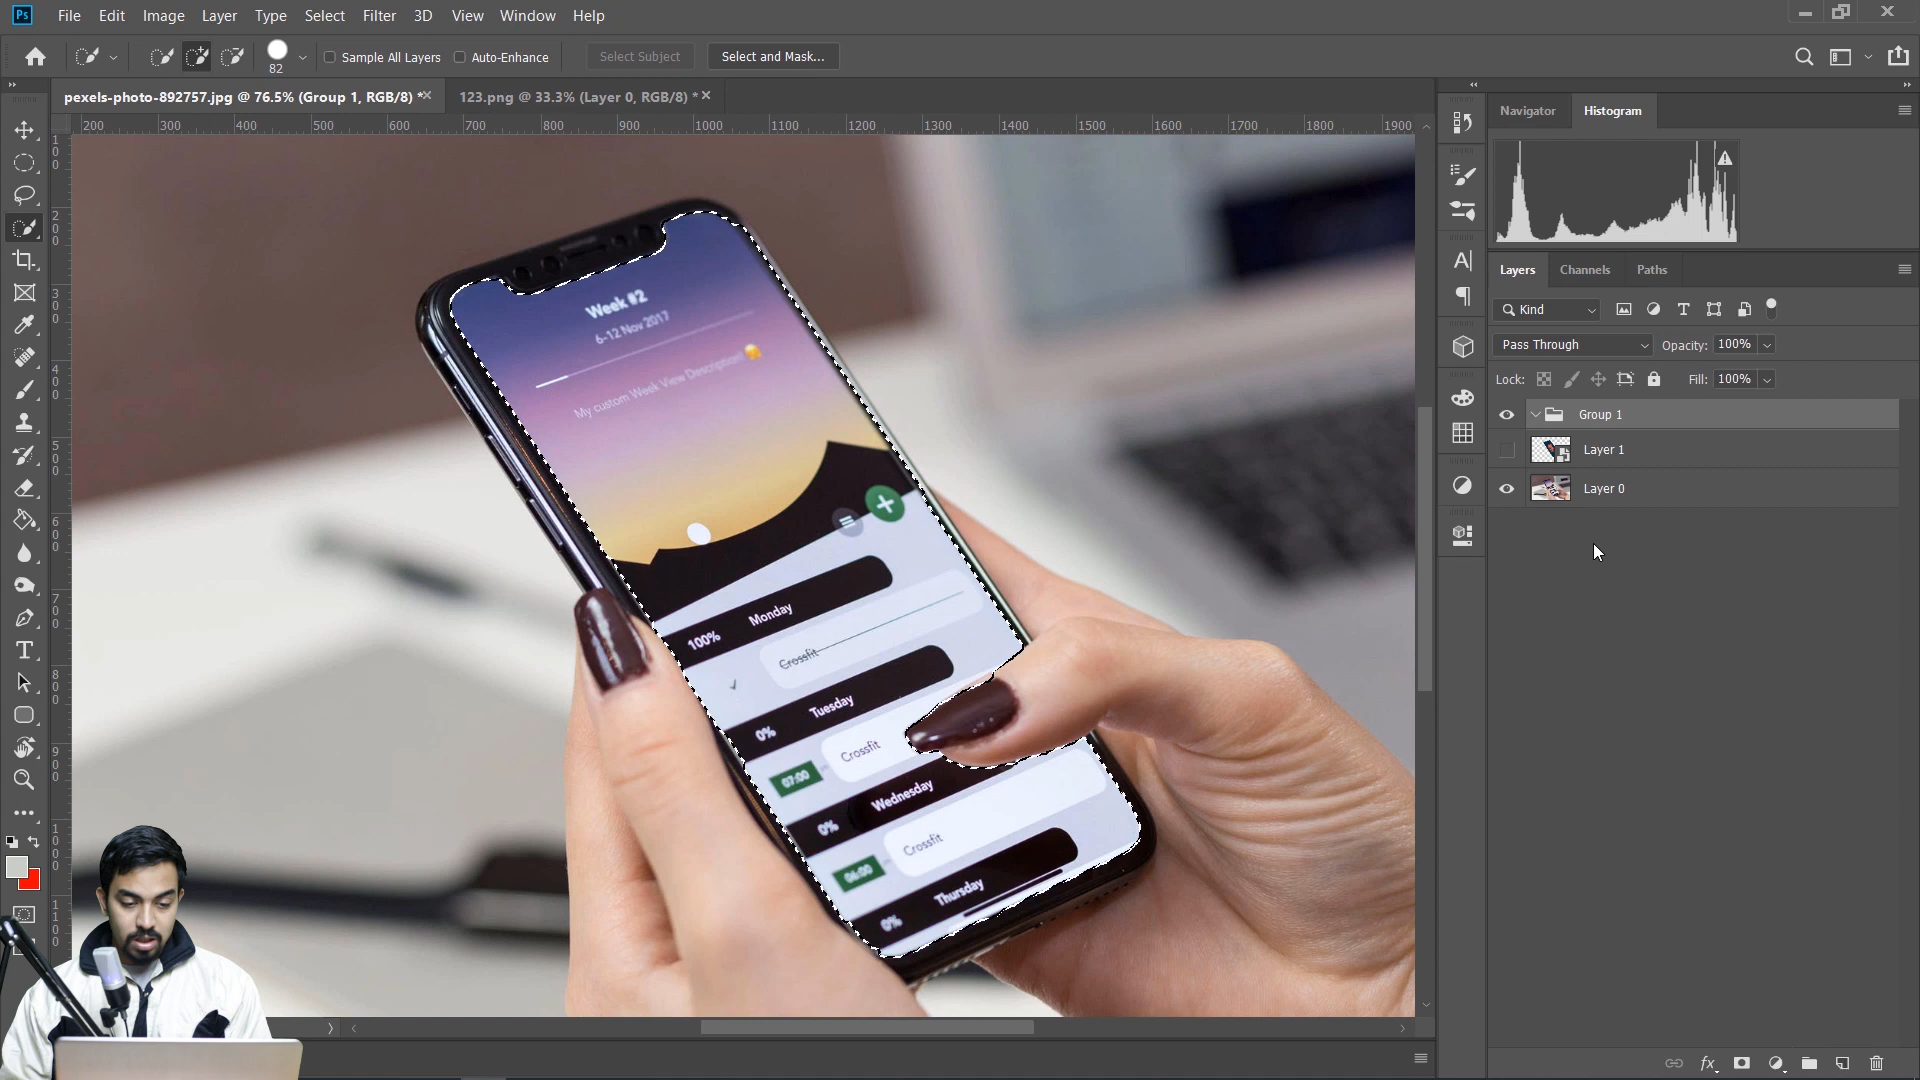 Ps File Edit Image Layer Type Select Filter 3D View Window Help
82 Sample All Layers Auto-Enhance Select Subject Select and Mask...
pexels-photo-892757.jpg @ 76.5% (Group 1, RGB/8) * 123.png @ 33.3% (Layer 0, RGB/8) *
200 300 400 500 600 700 800 900 1000 1100 1200 1300 1400 1500 1600 1700 1800 1900
Navigator Histogram
Layers Channels Paths
Kind
Pass Through Opacity: 100%
Lock: Fill: 100%
Group 1
Layer 1
Layer 0
Week #2
6-12 Nov 2017
My custom Week View Description!
100% Monday
Crossfit
0% Tuesday
07:00 Crossfit
0% Wednesday
06:00 Crossfit
0% Thursday
fx